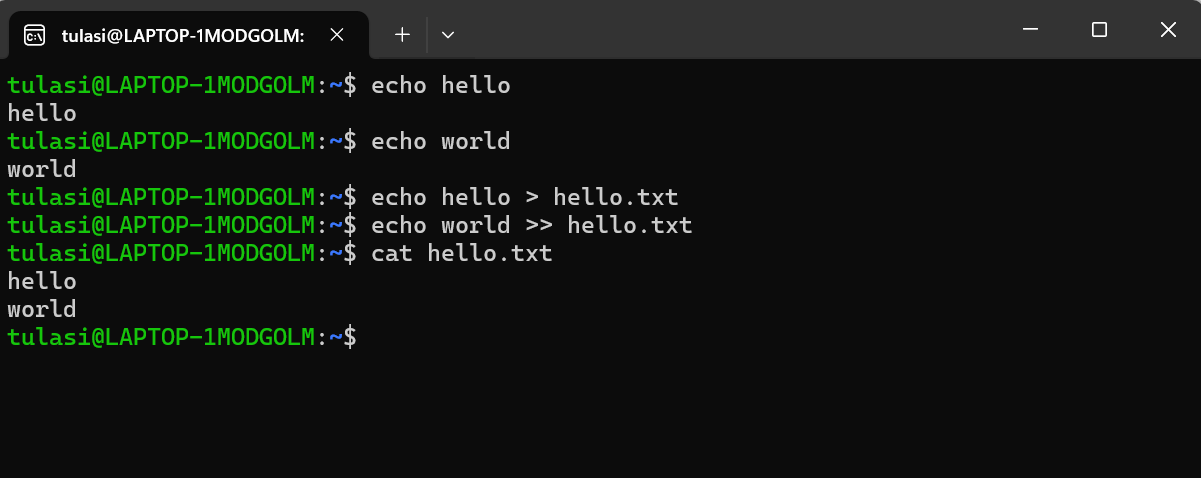 tulasi@LAPTOP-1MODGOLM:
tulasi@LAPTOP-1MODGOLM:~$ echo hello
hello
tulasi@LAPTOP-1MODGOLM:~$ echo world
world
tulasi@LAPTOP-1MODGOLM:~$ echo hello > hello.txt
tulasi@LAPTOP-1MODGOLM:~$ echo world >> hello.txt
tulasi@LAPTOP-1MODGOLM:~$ cat hello.txt
hello
world
tulasi@LAPTOP-1MODGOLM:~$